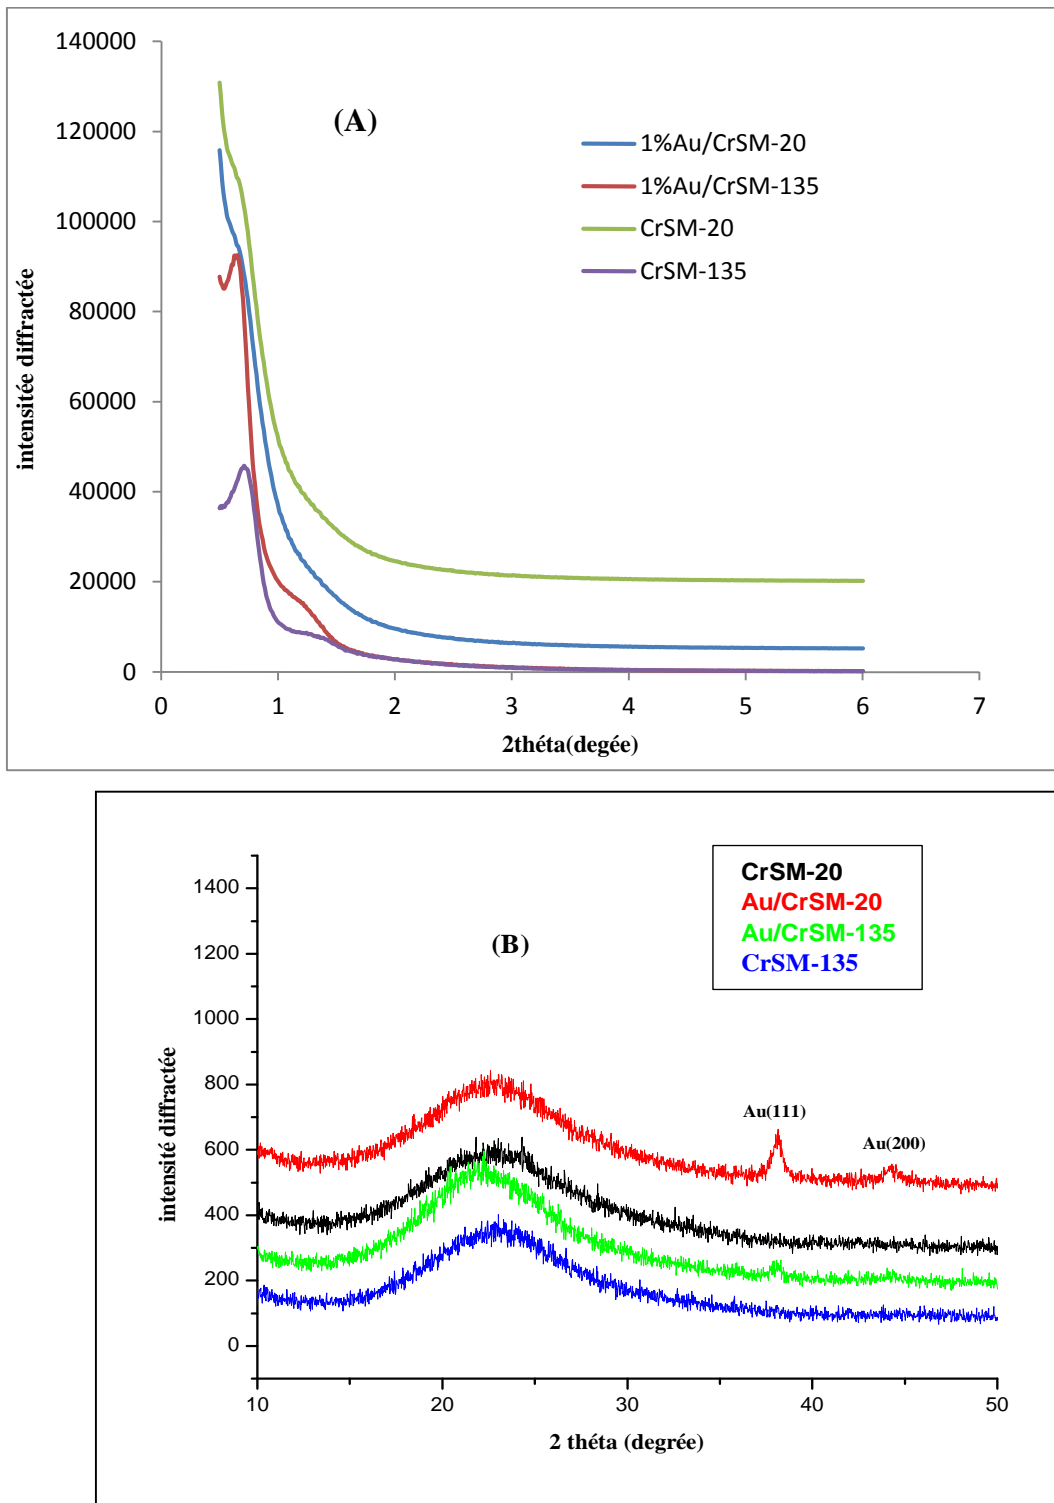 140000
120000
100000
80000
60000
40000
20000
0
0 1 2 3 4 5 6 7
(A)
1%Au/CrSM-20
1%Au/CrSM-135
CrSM-20
CrSM-135
intensitée diffractée
2théta(degée)
1400
1200
1000
800
600
400
200
0
10 20 30 40 50
(B)
CrSM-20
Au/CrSM-20
Au/CrSM-135
CrSM-135
Au(111)
Au(200)
intensité diffractée
2 théta (degrée)